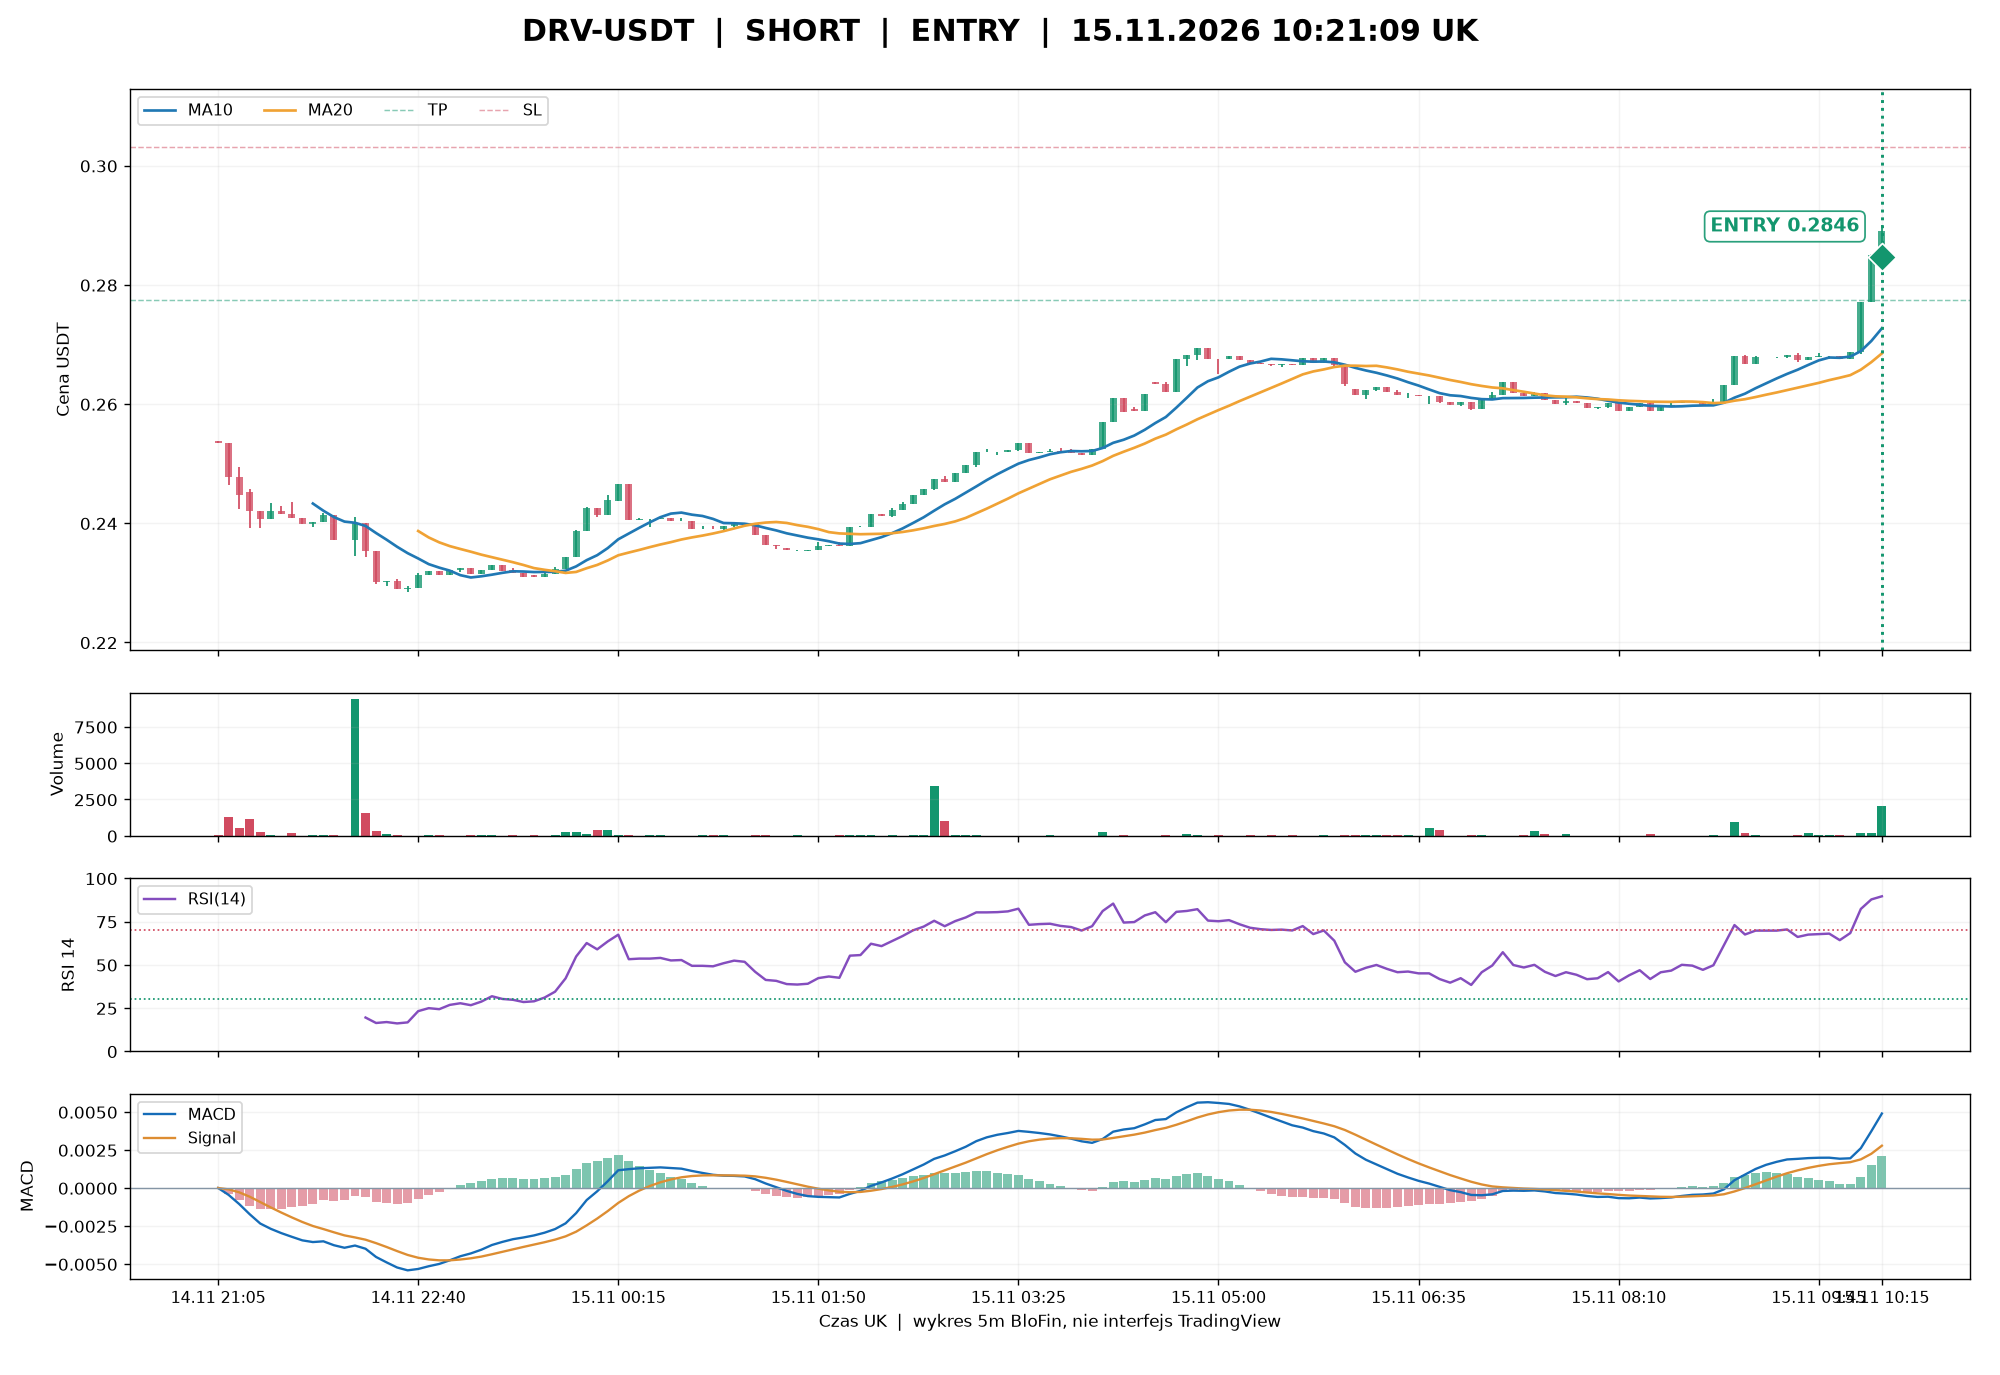 DRV-USDT | SHORT | ENTRY | 15.11.2026 10:21:09 UK
MA10 MA20 TP SL
0.30
0.28
0.26
0.24
0.22
Cena USDT
ENTRY 0.2846
7500
5000
2500
0
Volume
RSI(14)
100
75
50
25
0
RSI 14
MACD
Signal
0.0050
0.0025
0.0000
−0.0025
−0.0050
MACD
14.11 21:05 14.11 22:40 15.11 00:15 15.11 01:50 15.11 03:25 15.11 05:00 15.11 06:35 15.11 08:10 15.11 09:45 15.11 10:15
Czas UK | wykres 5m BloFin, nie interfejs TradingView